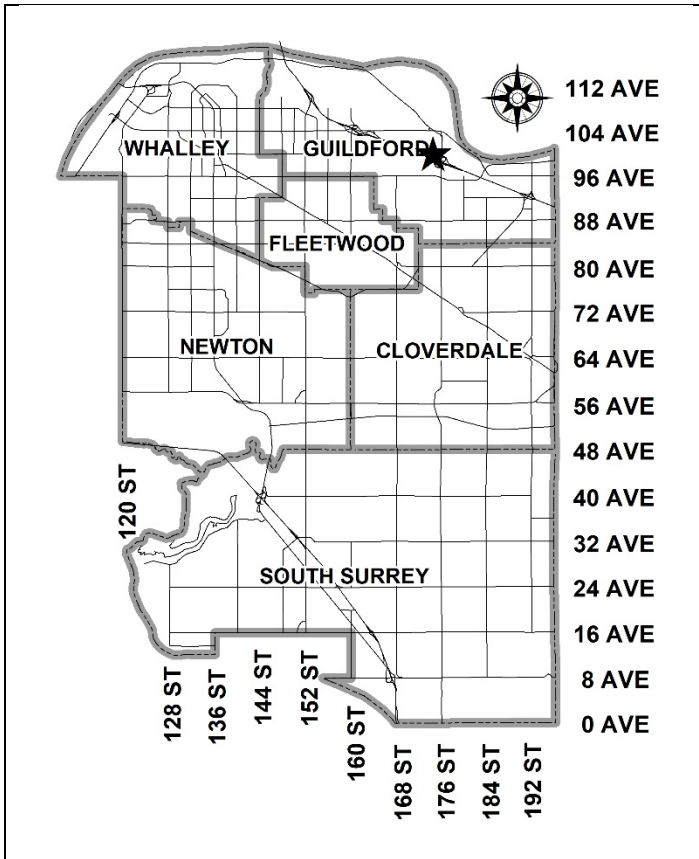 112 AVE
104 AVE
WHALLEY
GUILDFORD
96 AVE
88 AVE
FLEETWOOD
80 AVE
72 AVE
NEWTON
CLOVERDALE
64 AVE
56 AVE
48 AVE
120 ST
40 AVE
32 AVE
SOUTH SURREY
24 AVE
16 AVE
128 ST
136 ST
144 ST
152 ST
8 AVE
160 ST
0 AVE
168 ST
176 ST
184 ST
192 ST